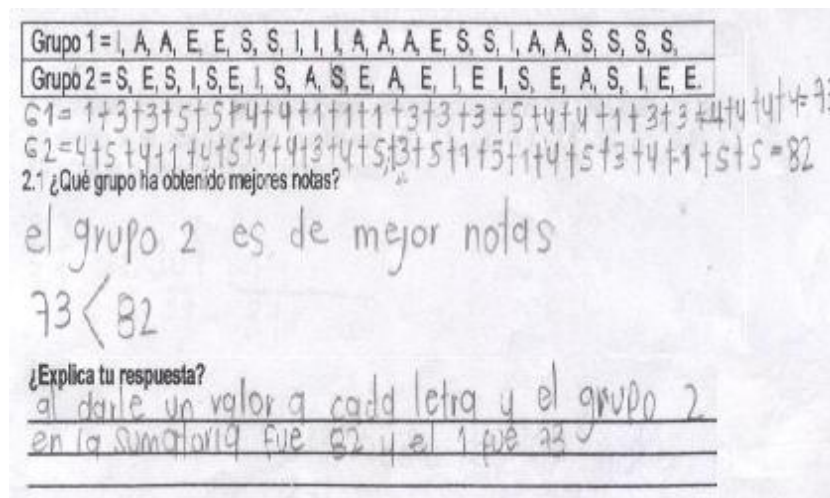 Grupo 1 = I, A, A, E, E, S, S, I, I, I, A, A, A, E, S, S, I, A, A, S, S, S, S,
Grupo 2 = S, E, S, I, S, E, I, S, A, S, E, A, E, I, E I, S, E, A, S, I, E E.
G1= 1+3+3+5+5+4+4+1+1+1+3+3+3+5+4+4+1+3+3+4+4+4+4=73
G2=4+5+4+1+4+5+1+4+3+4+5+3+5+1+5+1+4+5+3+4+1+5+5=82
2.1 ¿Qué grupo ha obtenido mejores notas?
el grupo 2 es de mejor notas
73 < 82
¿Explica tu respuesta?
al darle un valor a cada letra y el grupo 2
en la sumatoria fue 82 y el 1 fue 73